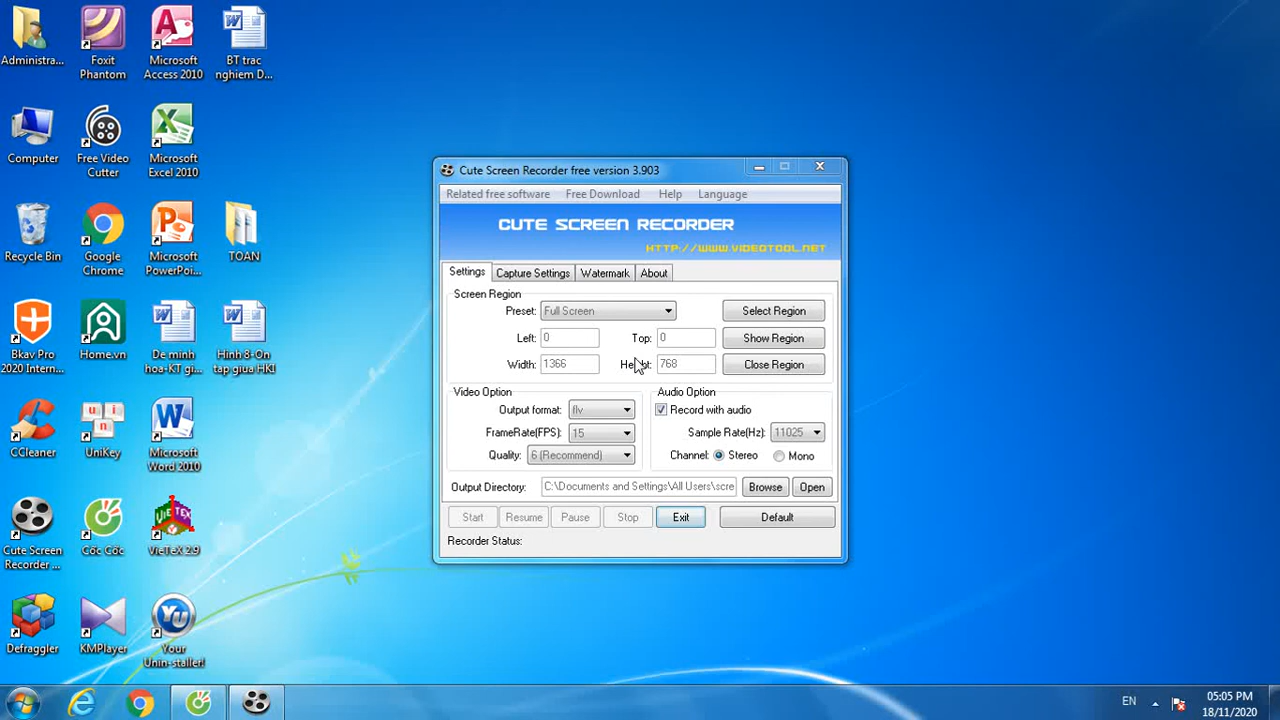 Administra...
Foxit
Phantom
Microsoft
Access 2010
BT trac
nghiem D...
Computer
Free Video
Cutter
Microsoft
Excel 2010
Recycle Bin
Google
Chrome
Microsoft
PowerPoi...
TOAN
Bkav Pro
2020 Intern...
Home.vn
De minh
hoa-KT gi...
Hinh 8-On
tap giua HKI
CCleaner
UniKey
Microsoft
Word 2010
Cute Screen
Recorder ...
Cốc Cốc
VieTeX 2.9
Defraggler
KMPlayer
Your
Unin-staller!
Cute Screen Recorder free version 3.903
Related free software Free Download Help Language
CUTE SCREEN RECORDER
HTTP://WWW.VIDEOTOOL.NET
Settings Capture Settings Watermark About
Screen Region
Preset: Full Screen Select Region
Left: 0 Top: 0 Show Region
Width: 1366 Height: 768 Close Region
Video Option Audio Option
Output format: flv Record with audio
FrameRate(FPS): 15 Sample Rate(Hz): 11025
Quality: 6 (Recommend) Channel: Stereo Mono
Output Directory: C:\Documents and Settings\All Users\scre Browse Open
Start Resume Pause Stop Exit Default
Recorder Status:
EN
05:05 PM
18/11/2020